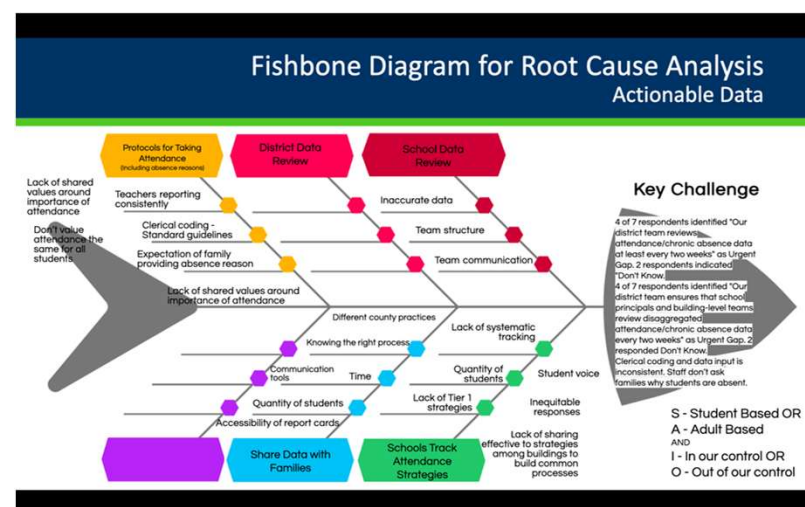 Fishbone Diagram for Root Cause Analysis
Actionable Data
Protocols for Taking
Attendance
(including absence reasons)
District Data
Review
School Data
Review
Lack of shared
values around
importance of
attendance
Don't value
attendance the
same for all
students
Teachers reporting
consistently
Clerical coding -
Standard guidelines
Expectation of family
providing absence reason
Lack of shared values around
importance of attendance
Inaccurate data
Team structure
Team communication
Key Challenge
4 of 7 respondents identified "Our
district team reviews
attendance/chronic absence data
at least every two weeks" as Urgent
Gap. 2 respondents indicated
"Don't Know.
4 of 7 respondents identified "Our
district team ensures that school
principals and building-level teams
review disaggregated
attendance/chronic absence data
every two weeks" as Urgent Gap. 2
responded Don't Know.
Clerical coding and data input is
inconsistent. Staff don't ask
families why students are absent.
Different county practices
Knowing the right process
Communication
tools
Time
Quantity of students
Accessibility of report cards
Lack of systematic
tracking
Quantity of
students
Student voice
Lack of Tier 1
strategies
Inequitable
responses
Lack of sharing
effective to strategies
among buildings to
build common
processes
Share Data with
Families
Schools Track
Attendance
Strategies
S - Student Based OR
A - Adult Based
AND
I - In our control OR
O - Out of our control